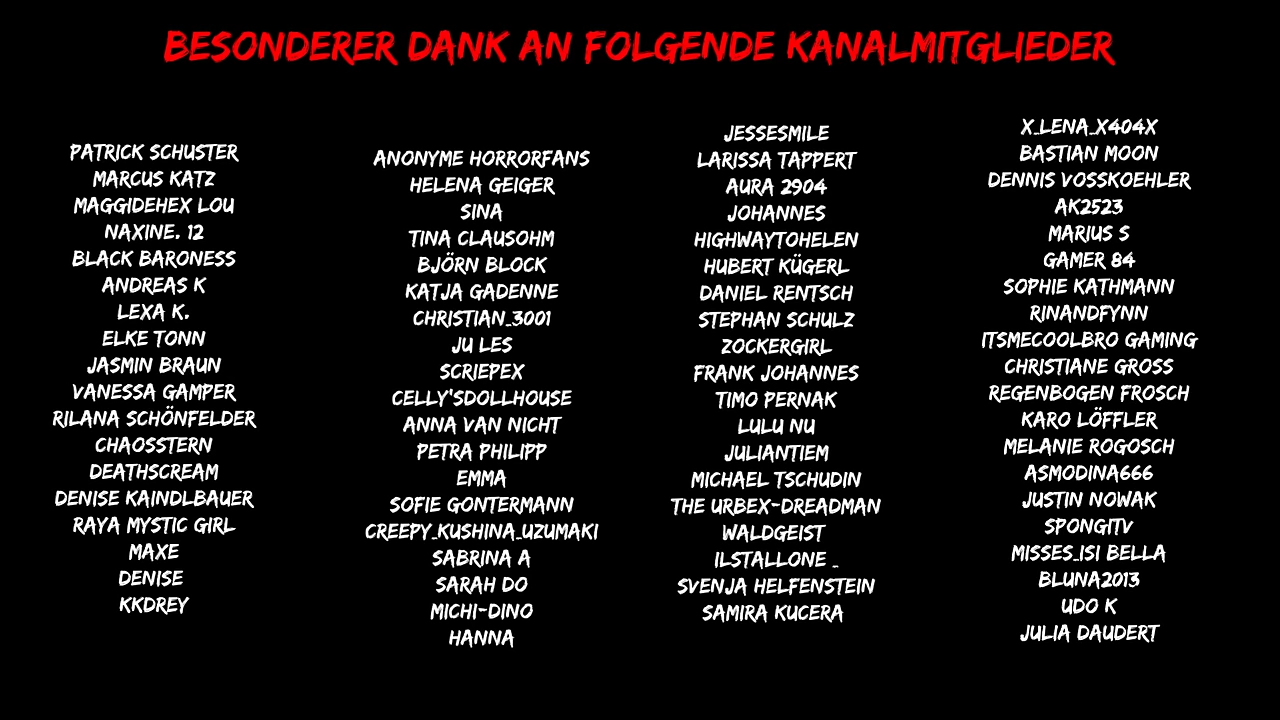 BESONDERER DANK AN FOLGENDE KANALMITGLIEDER
PATRICK SCHUSTER
MARCUS KATZ
MAGGIDEHEX LOU
NAXINE. 12
BLACK BARONESS
ANDREAS K
LEXA K.
ELKE TONN
JASMIN BRAUN
VANESSA GAMPER
RILANA SCHÖNFELDER
CHAOSSTERN
DEATHSCREAM
DENISE KAINDLBAUER
RAYA MYSTIC GIRL
MAXE
DENISE
KKDREY
ANONYME HORRORFANS
HELENA GEIGER
SINA
TINA CLAUSOHM
BJÖRN BLOCK
KATJA GADENNE
CHRISTIAN_3001
JU LES
SCRIEPEX
CELLY'SDOLLHOUSE
ANNA VAN NICHT
PETRA PHILIPP
EMMA
SOFIE GONTERMANN
CREEPY_KUSHINA_UZUMAKI
SABRINA A
SARAH DO
MICHI-DINO
HANNA
JESSESMILE
LARISSA TAPPERT
AURA 2904
JOHANNES
HIGHWAYTOHELEN
HUBERT KÜGERL
DANIEL RENTSCH
STEPHAN SCHULZ
ZOCKERGIRL
FRANK JOHANNES
TIMO PERNAK
LULU NU
JULIANTIEM
MICHAEL TSCHUDIN
THE URBEX-DREADMAN
WALDGEIST
ILSTALLONE _
SVENJA HELFENSTEIN
SAMIRA KUCERA
X_LENA_X404X
BASTIAN MOON
DENNIS VOSSKOEHLER
AK2523
MARIUS S
GAMER 84
SOPHIE KATHMANN
RINANDFYNN
ITSMECOOLBRO GAMING
CHRISTIANE GROSS
REGENBOGEN FROSCH
KARO LÖFFLER
MELANIE ROGOSCH
ASMODINA666
JUSTIN NOWAK
SPONGITV
MISSES_ISI BELLA
BLUNA2013
UDO K
JULIA DAUDERT